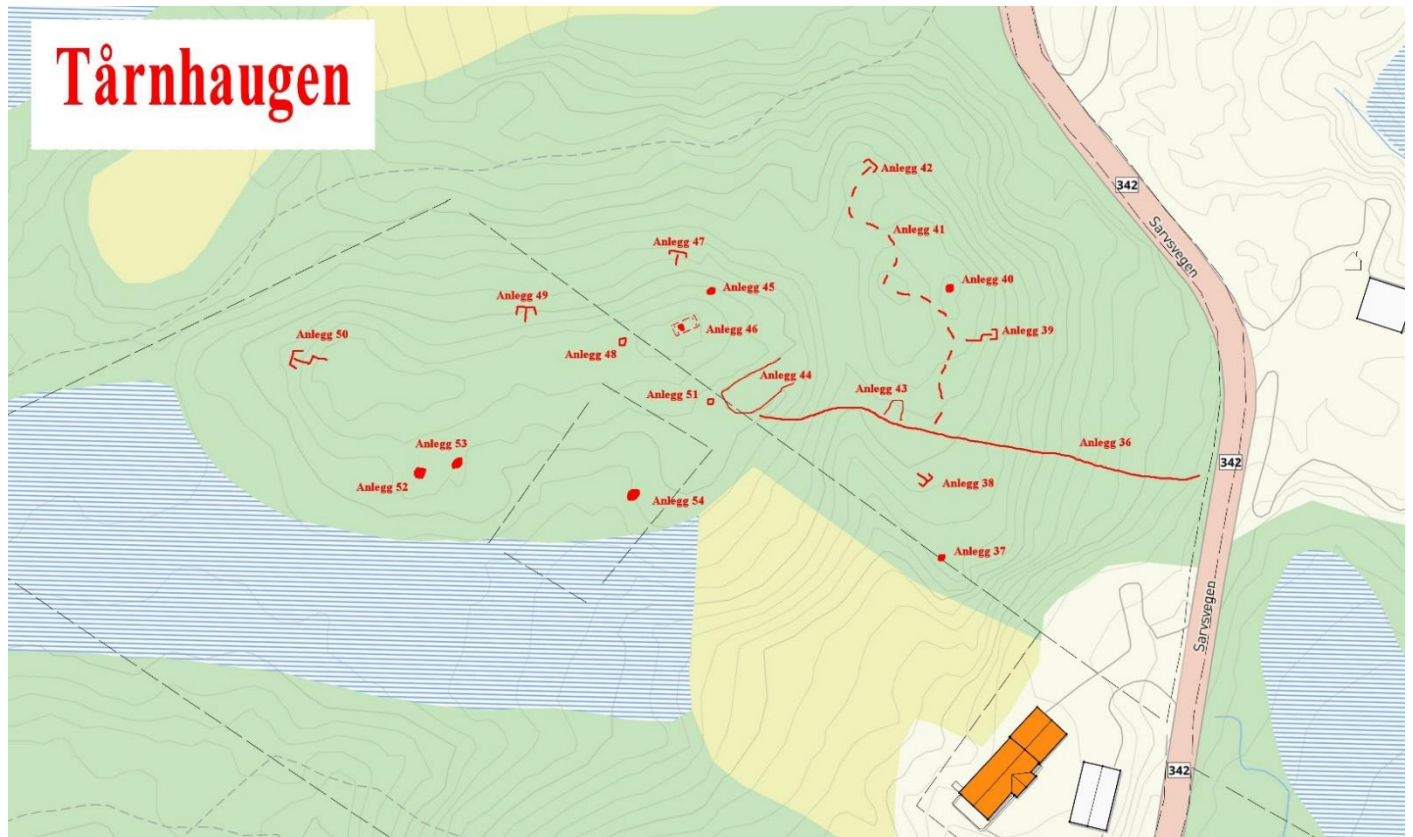 Tårnhaugen
Anlegg 42
342
Sarvsvegen
Anlegg 41
Anlegg 47
Anlegg 45
Anlegg 40
Anlegg 49
Anlegg 46
Anlegg 39
Anlegg 50
Anlegg 48
Anlegg 44
Anlegg 43
Anlegg 51
Anlegg 53
Anlegg 36
342
Anlegg 52
Anlegg 54
Anlegg 38
Anlegg 37
Sarvsvegen
342